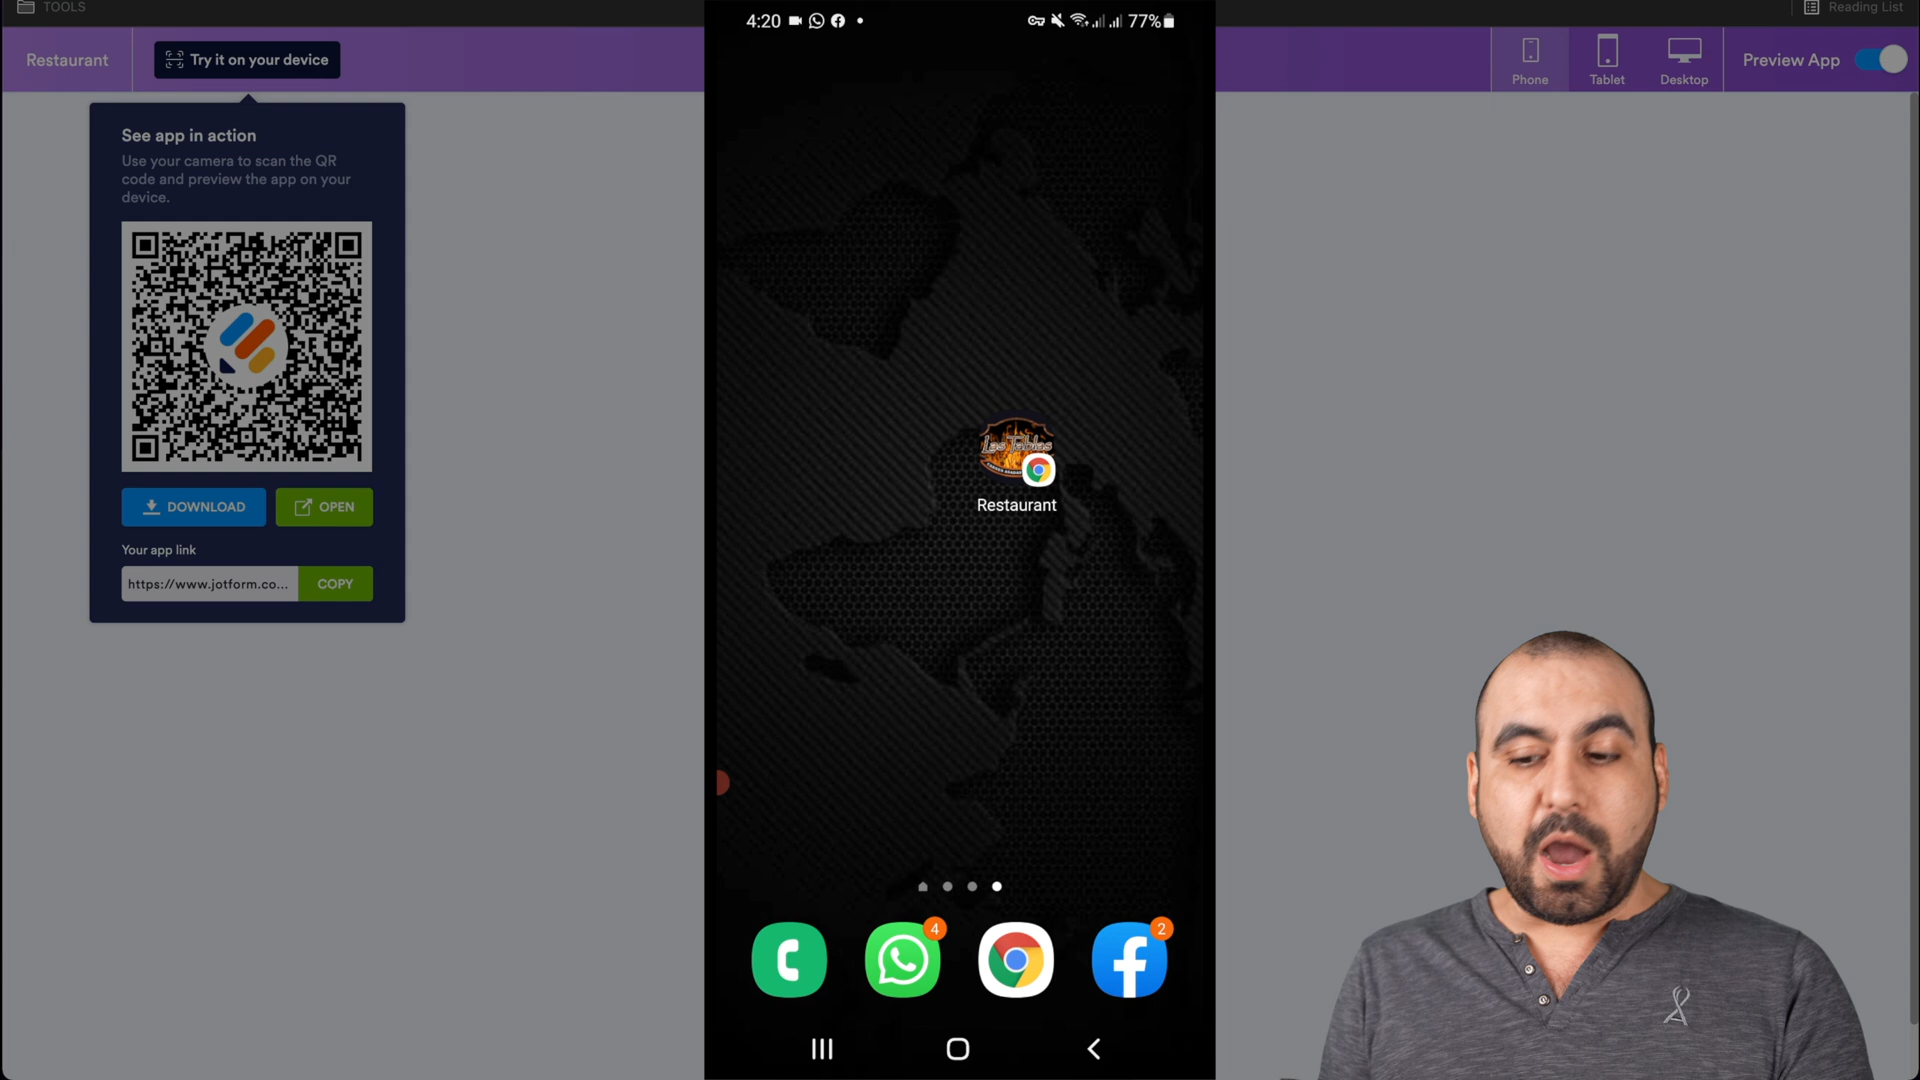 TOOLS
Reading List
Restaurant
Try it on your device
Phone
Tablet
Desktop
Preview App
See app in action
Use your camera to scan the QR
code and preview the app on your
device.
DOWNLOAD
OPEN
Your app link
https://www.jotform.co...
COPY
4:20
77%
Las Tablas
Restaurant
4
2